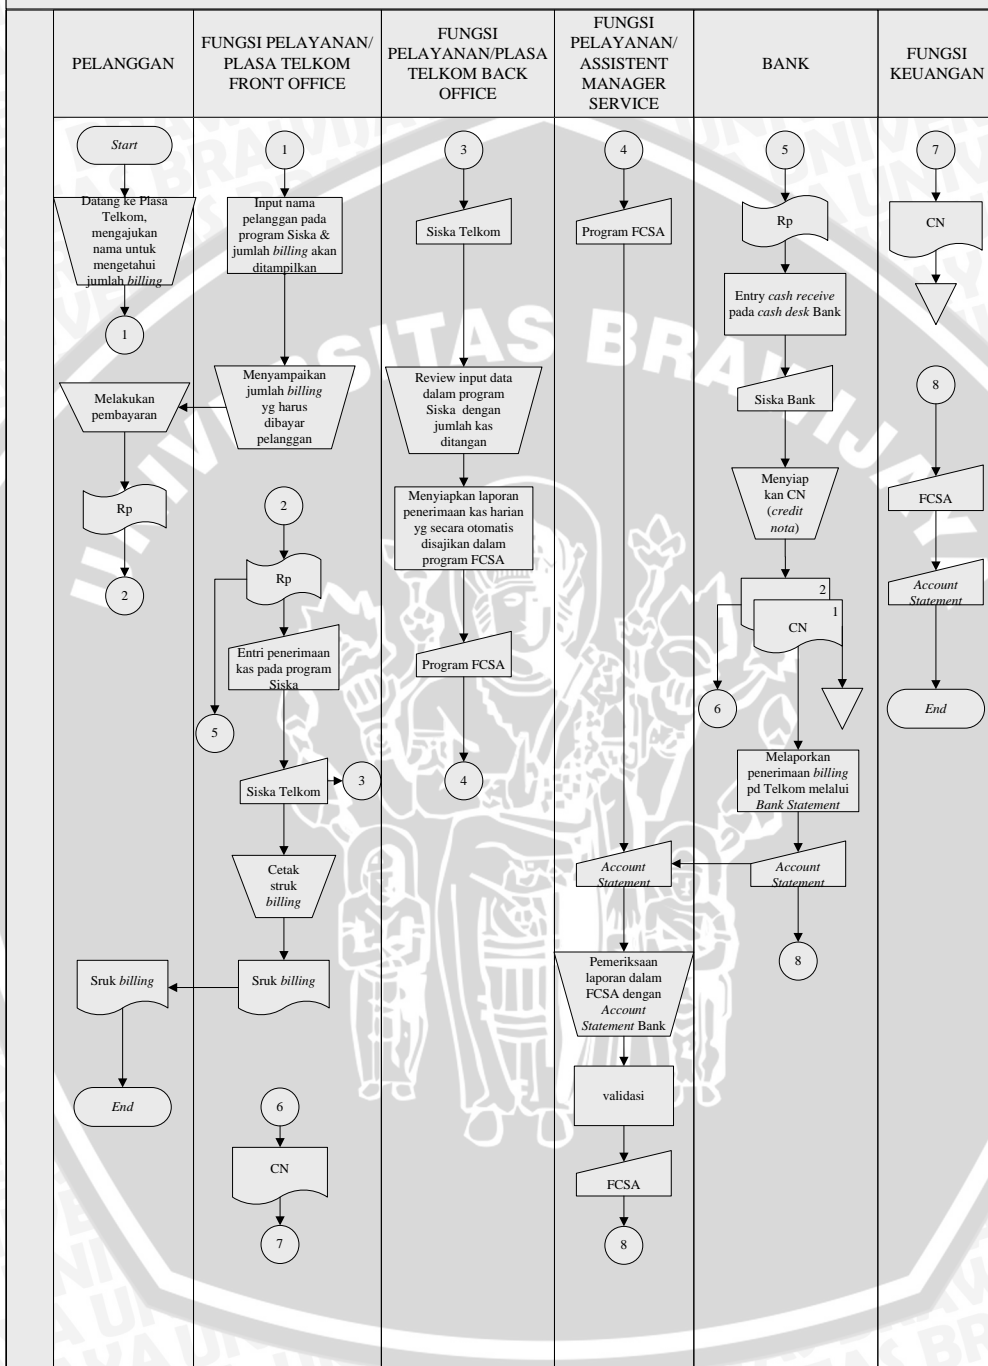 PELANGGAN
FUNGSI PELAYANAN/
PLASA TELKOM
FRONT OFFICE
FUNGSI
PELAYANAN/PLASA
TELKOM BACK
OFFICE
FUNGSI
PELAYANAN/
ASSISTENT
MANAGER
SERVICE
BANK
FUNGSI
KEUANGAN
Start
Datang ke Plasa
Telkom,
mengajukan
nama untuk
mengetahui
jumlah billing
1
Melakukan
pembayaran
Rp
2
Sruk billing
End
1
Input nama
pelanggan pada
program Siska &
jumlah billing akan
ditampilkan
Menyampaikan
jumlah billing
yg harus
dibayar
pelanggan
2
Rp
Entri penerimaan
kas pada program
Siska
5
Siska Telkom
3
Cetak
struk
billing
Sruk billing
6
CN
7
3
Siska Telkom
Review input data
dalam program
Siska dengan
jumlah kas
ditangan
Menyiapkan laporan
penerimaan kas harian
yg secara otomatis
disajikan dalam
program FCSA
Program FCSA
4
4
Program FCSA
Account
Statement
Pemeriksaan
laporan dalam
FCSA dengan
Account
Statement Bank
validasi
FCSA
8
5
Rp
Entry cash receive
pada cash desk Bank
Siska Bank
Menyiap
kan CN
(credit
nota)
2
1
CN
6
Melaporkan
penerimaan billing
pd Telkom melalui
Bank Statement
Account
Statement
8
7
CN
8
FCSA
Account
Statement
End
UNIVERSITAS BRAWIJAYA